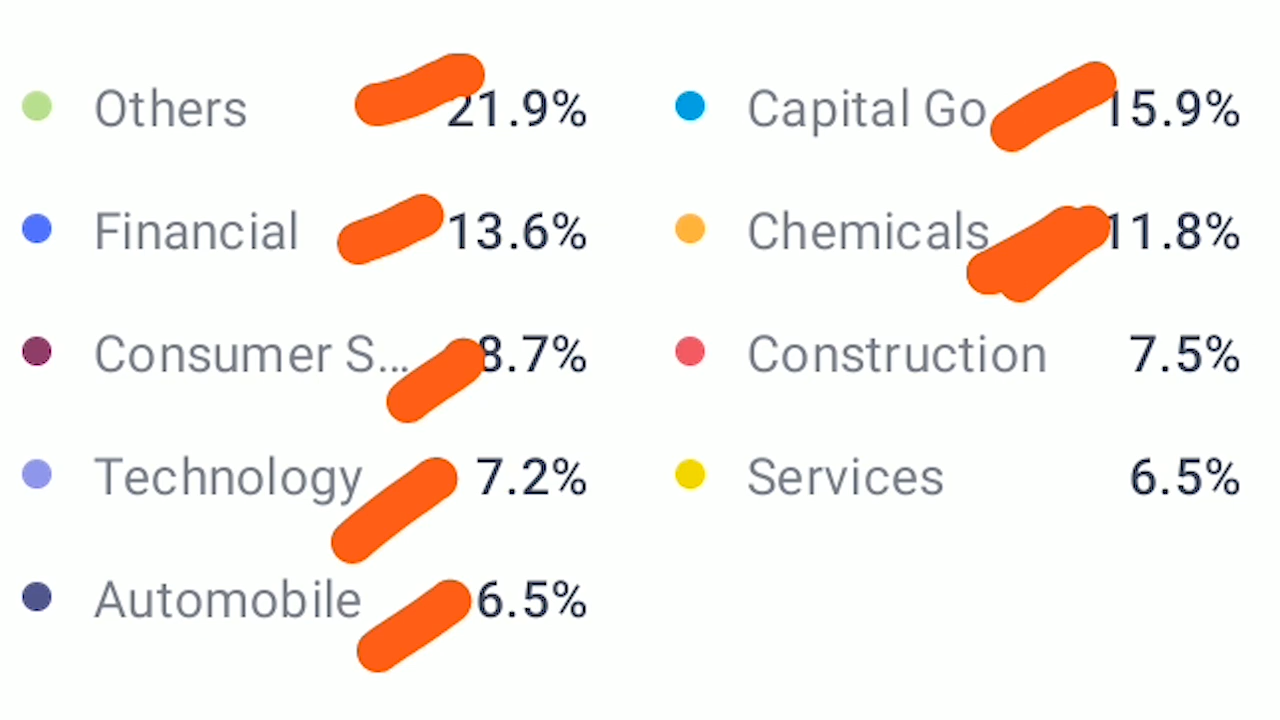 Others 21.9%
Capital Go 15.9%
Financial 13.6%
Chemicals 11.8%
Consumer S... 8.7%
Construction 7.5%
Technology 7.2%
Services 6.5%
Automobile 6.5%